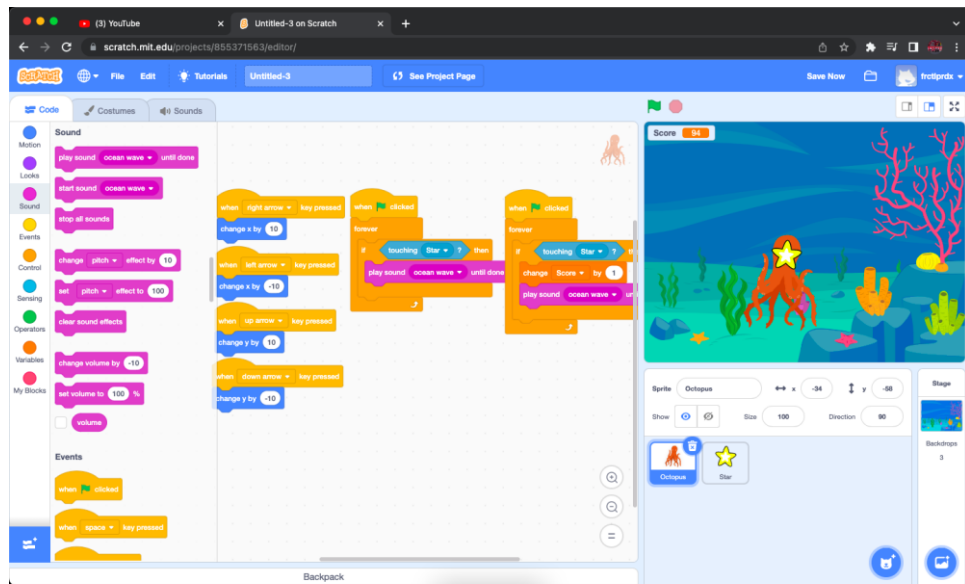 (3) YouTube
Untitled-3 on Scratch
scratch.mit.edu/projects/855371563/editor/
SCRATCH
File
Edit
Tutorials
Untitled-3
See Project Page
Save Now
frctlprdx
Code
Costumes
Sounds
Motion
Looks
Sound
Events
Control
Sensing
Operators
Variables
My Blocks
Sound
play sound ocean wave until done
start sound ocean wave
stop all sounds
change pitch effect by 10
set pitch effect to 100
clear sound effects
change volume by -10
set volume to 100 %
volume
Events
when clicked
when space key pressed
when right arrow key pressed
change x by 10
when left arrow key pressed
change x by -10
when up arrow key pressed
change y by 10
when down arrow key pressed
change y by -10
when clicked
forever
if touching Star ? then
play sound ocean wave until done
when clicked
forever
if touching Star ? th
change Score by 1
play sound ocean wave un
Score 94
Sprite Octopus x -34 y -58
Show Size 100 Direction 90
Octopus
Star
Stage
Backdrops
3
Backpack